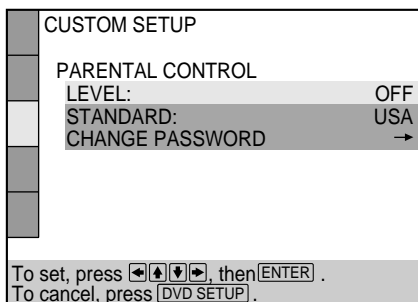 CUSTOM SETUP
PARENTAL CONTROL
LEVEL: OFF
STANDARD: USA
CHANGE PASSWORD →
To set, press ←↑↓→, then ENTER .
To cancel, press DVD SETUP .